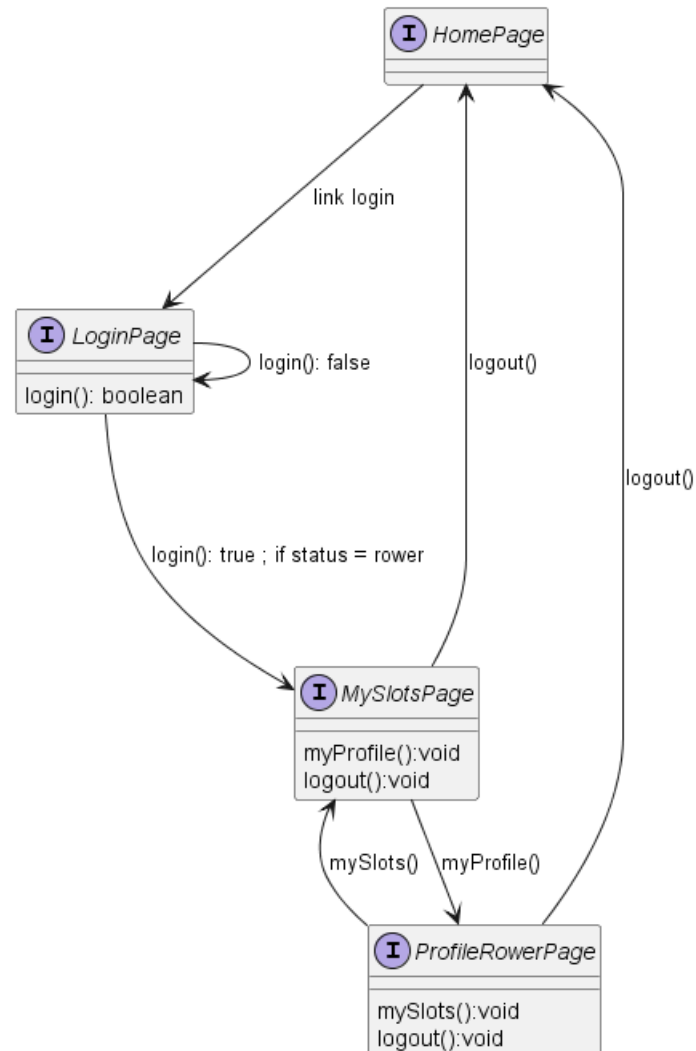 I HomePage
link login
I LoginPage
login(): false
logout()
login(): boolean
logout()
login(): true ; if status = rower
I MySlotsPage
myProfile():void
logout():void
mySlots()
myProfile()
I ProfileRowerPage
mySlots():void
logout():void